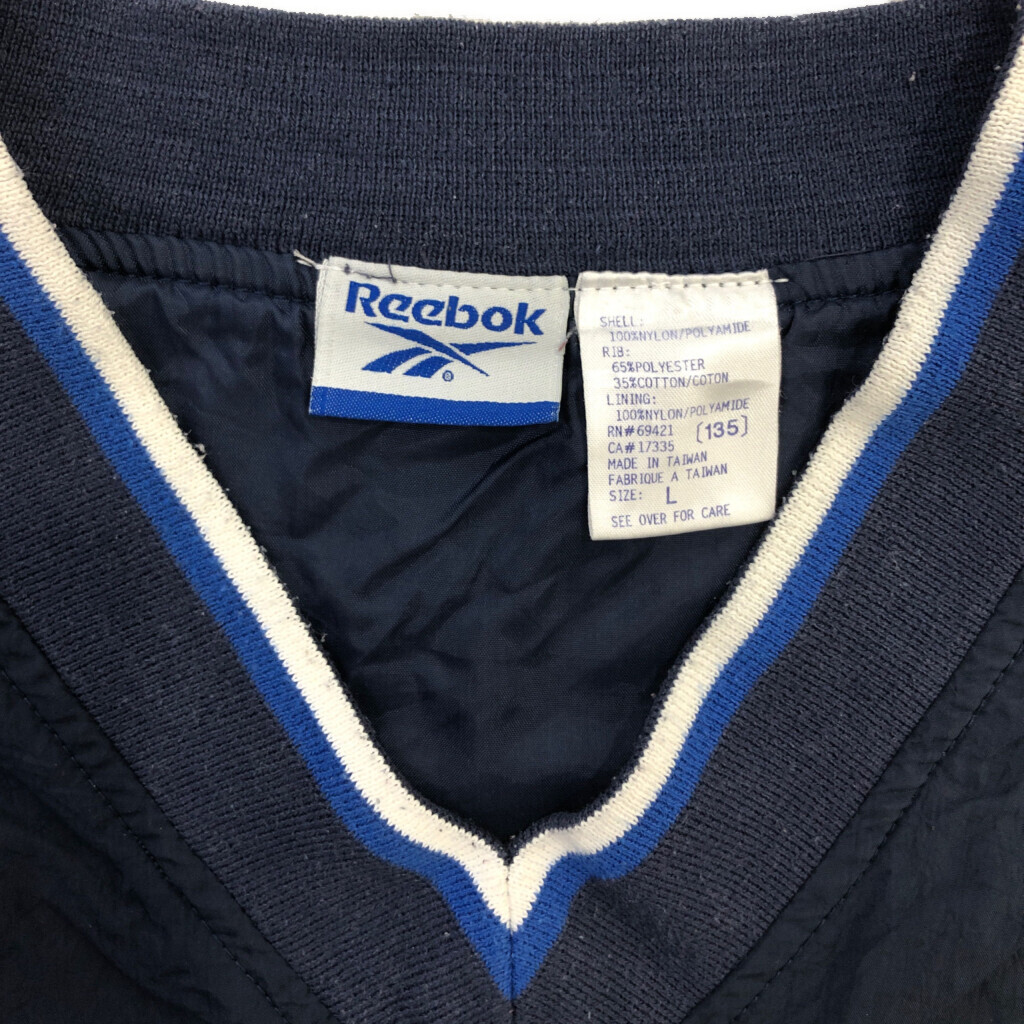 Reebok
®
SHELL:
100%NYLON/POLYAMIDE
RIB:
65%POLYESTER
35%COTTON/COTON
LINING:
100%NYLON/POLYAMIDE
RN#69421 (135)
CA#17335
MADE IN TAIWAN
FABRIQUE A TAIWAN
SIZE: L
SEE OVER FOR CARE